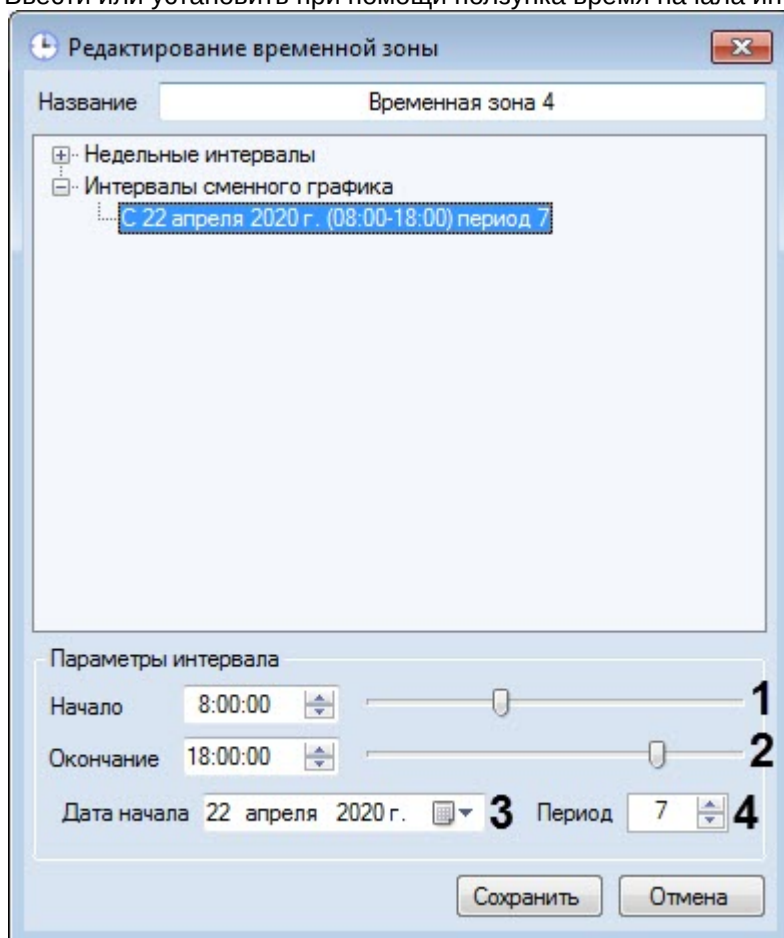 Ввести или установить при помощи ползунка время начала ин
Редактирование временной зоны
Название Временная зона 4
Недельные интервалы
Интервалы сменного графика
С 22 апреля 2020 г. (08:00-18:00) период 7
Параметры интервала
Начало 8:00:00 1
Окончание 18:00:00 2
Дата начала 22 апреля 2020 г. 3 Период 7 4
Сохранить Отмена